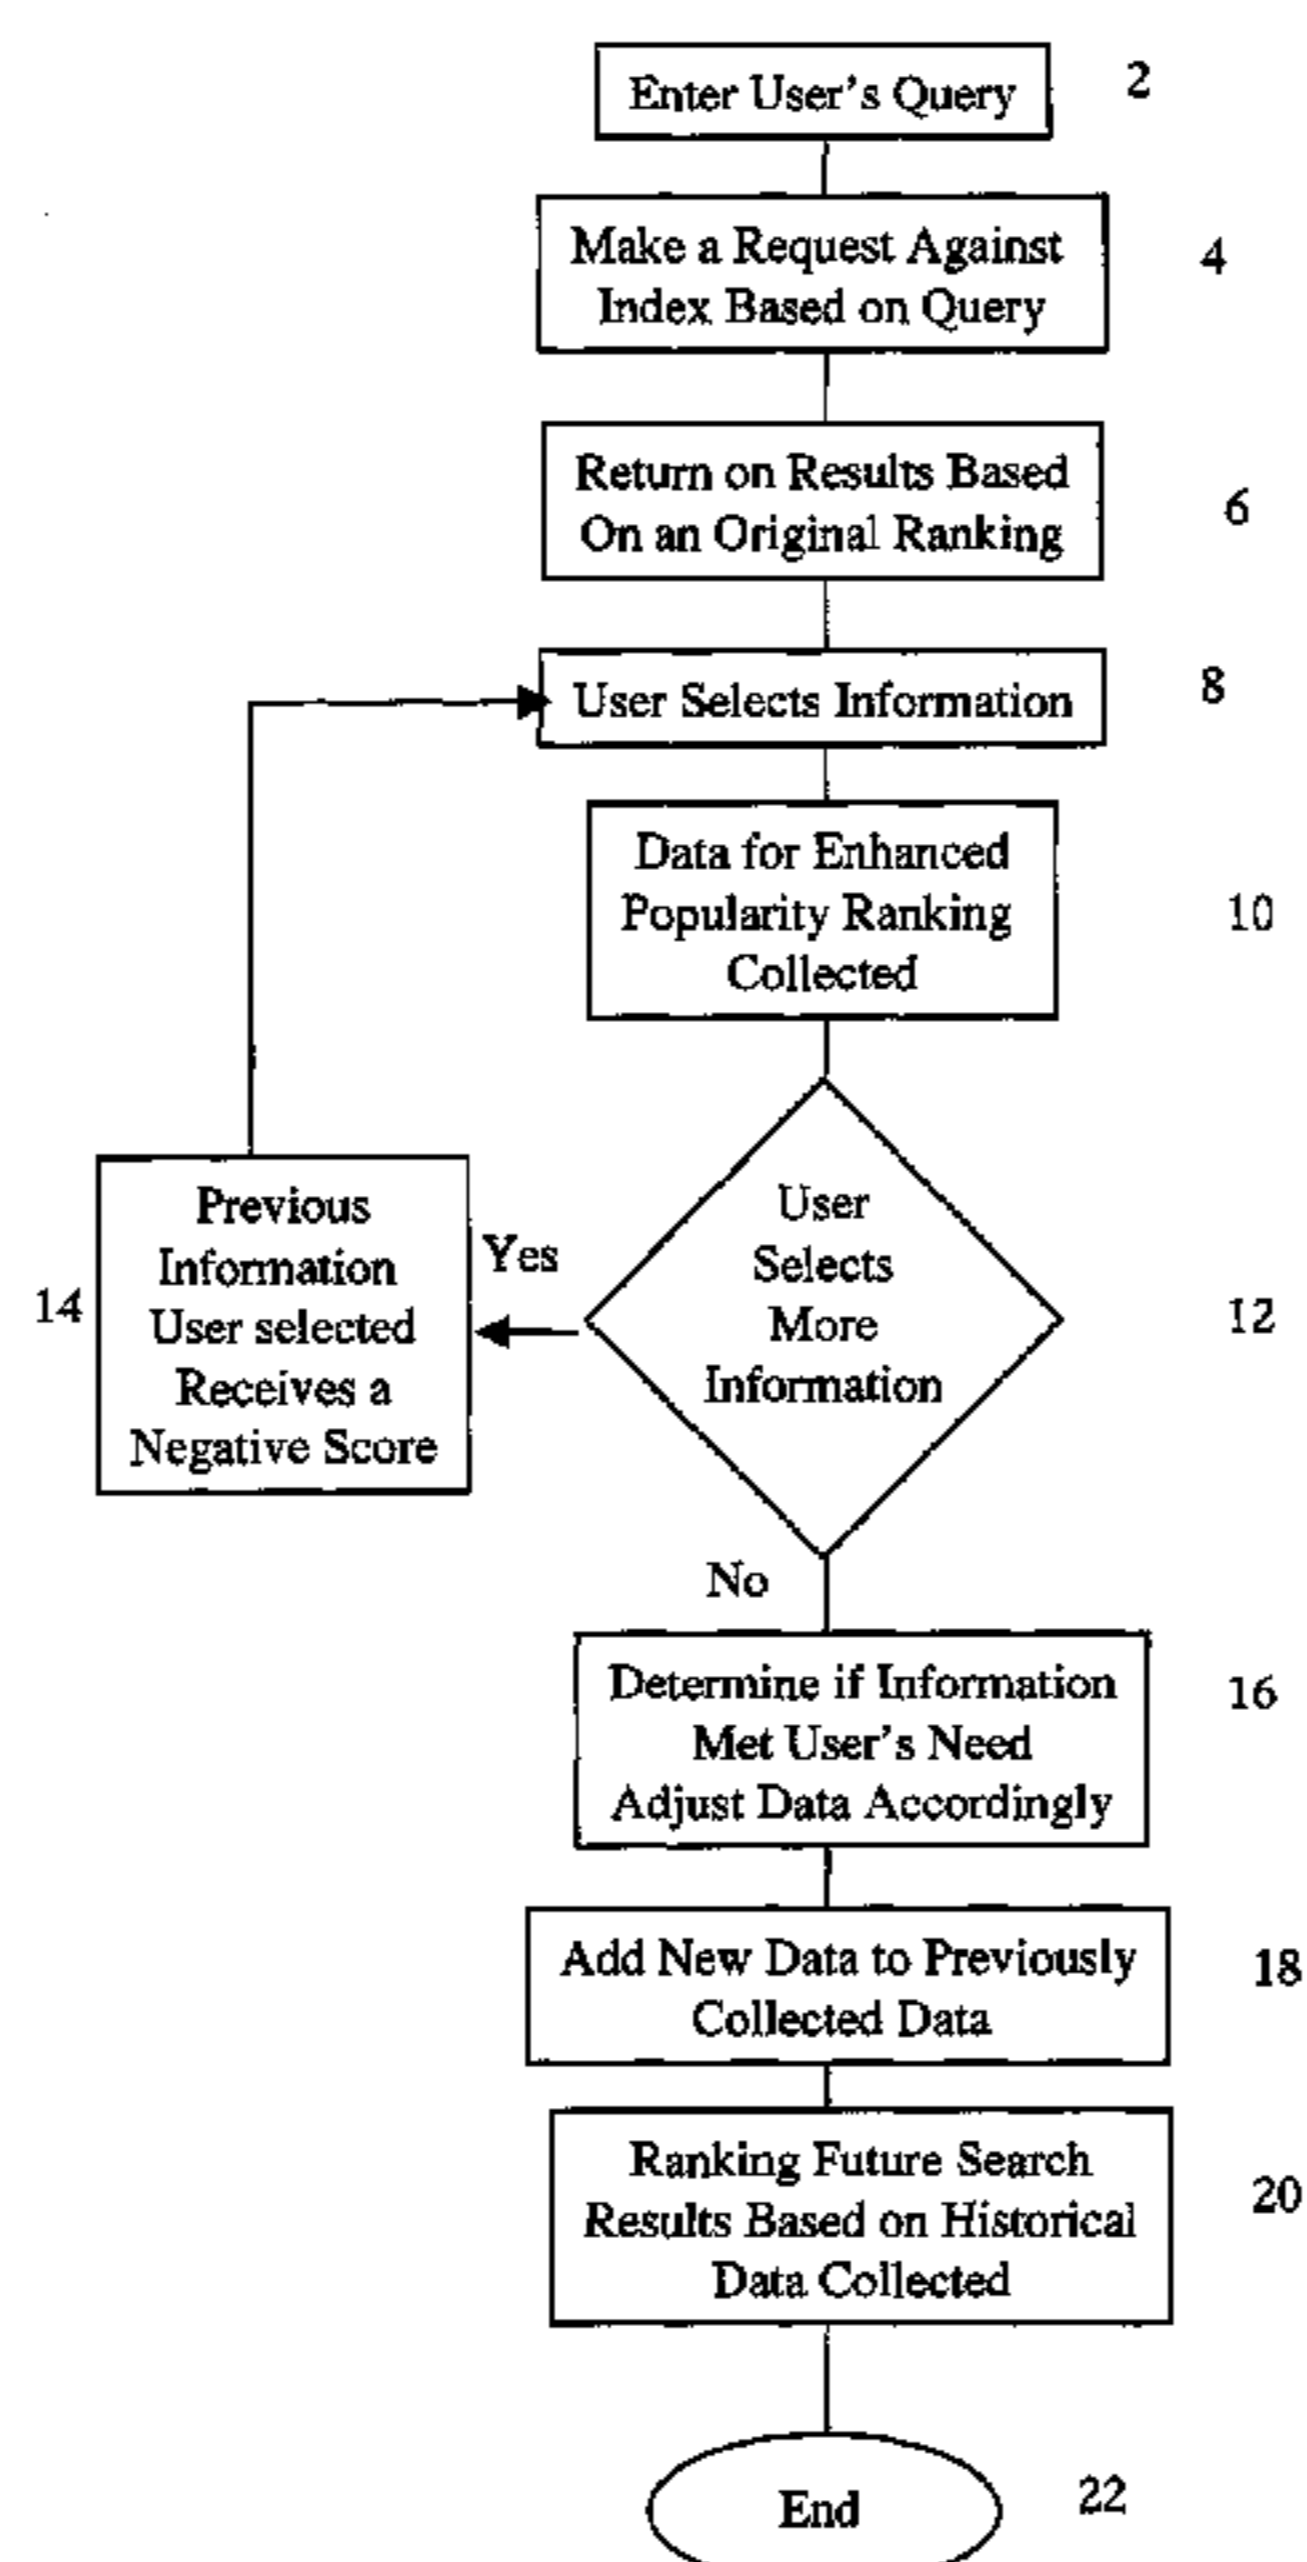 Enter User's Query
2
Make a Request Against
Index Based on Query
4
Return on Results Based
On an Original Ranking
6
User Selects Information
8
Data for Enhanced
Popularity Ranking
Collected
10
User
Selects
More
Information
12
Yes
Previous
Information
User selected
Receives a
Negative Score
14
No
Determine if Information
Met User's Need
Adjust Data Accordingly
16
Add New Data to Previously
Collected Data
18
Ranking Future Search
Results Based on Historical
Data Collected
20
End
22